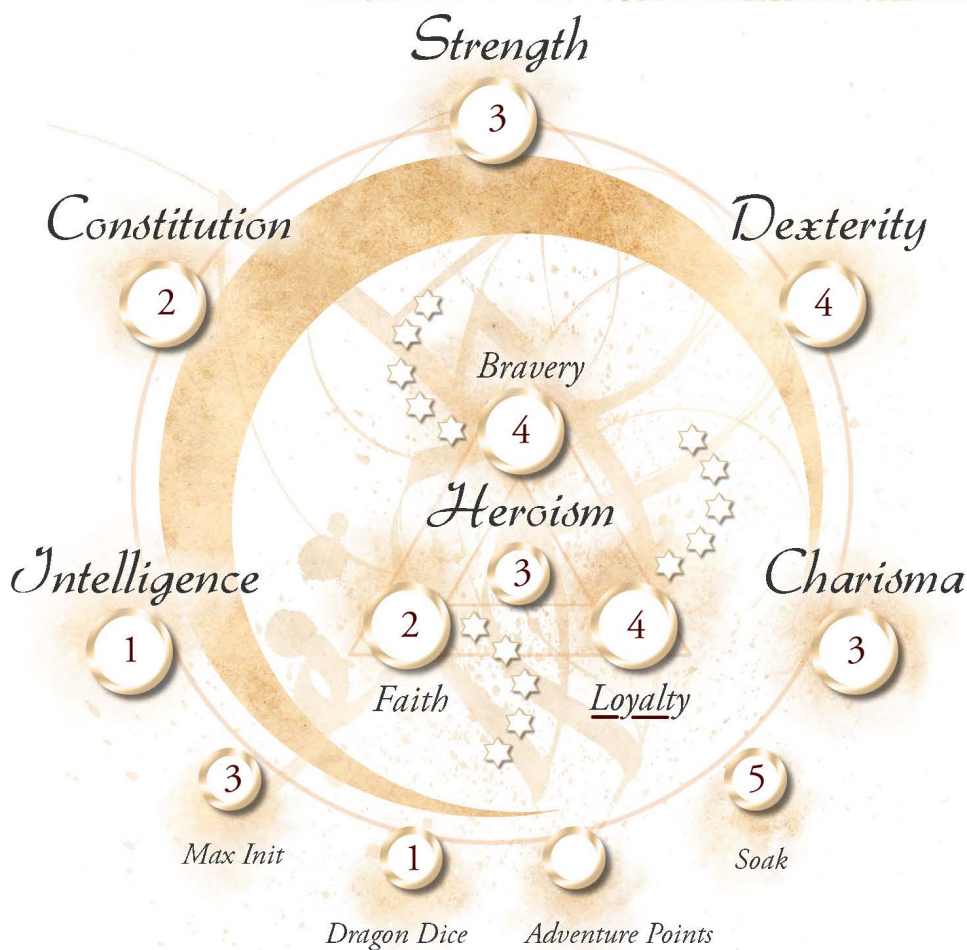 Strength
3
Constitution
Dexterity
2
4
Bravery
4
Heroism
3
Intelligence
Charisma
2
4
1
3
Faith
Loyalty
3
5
Max Init
1
Soak
Dragon Dice
Adventure Points